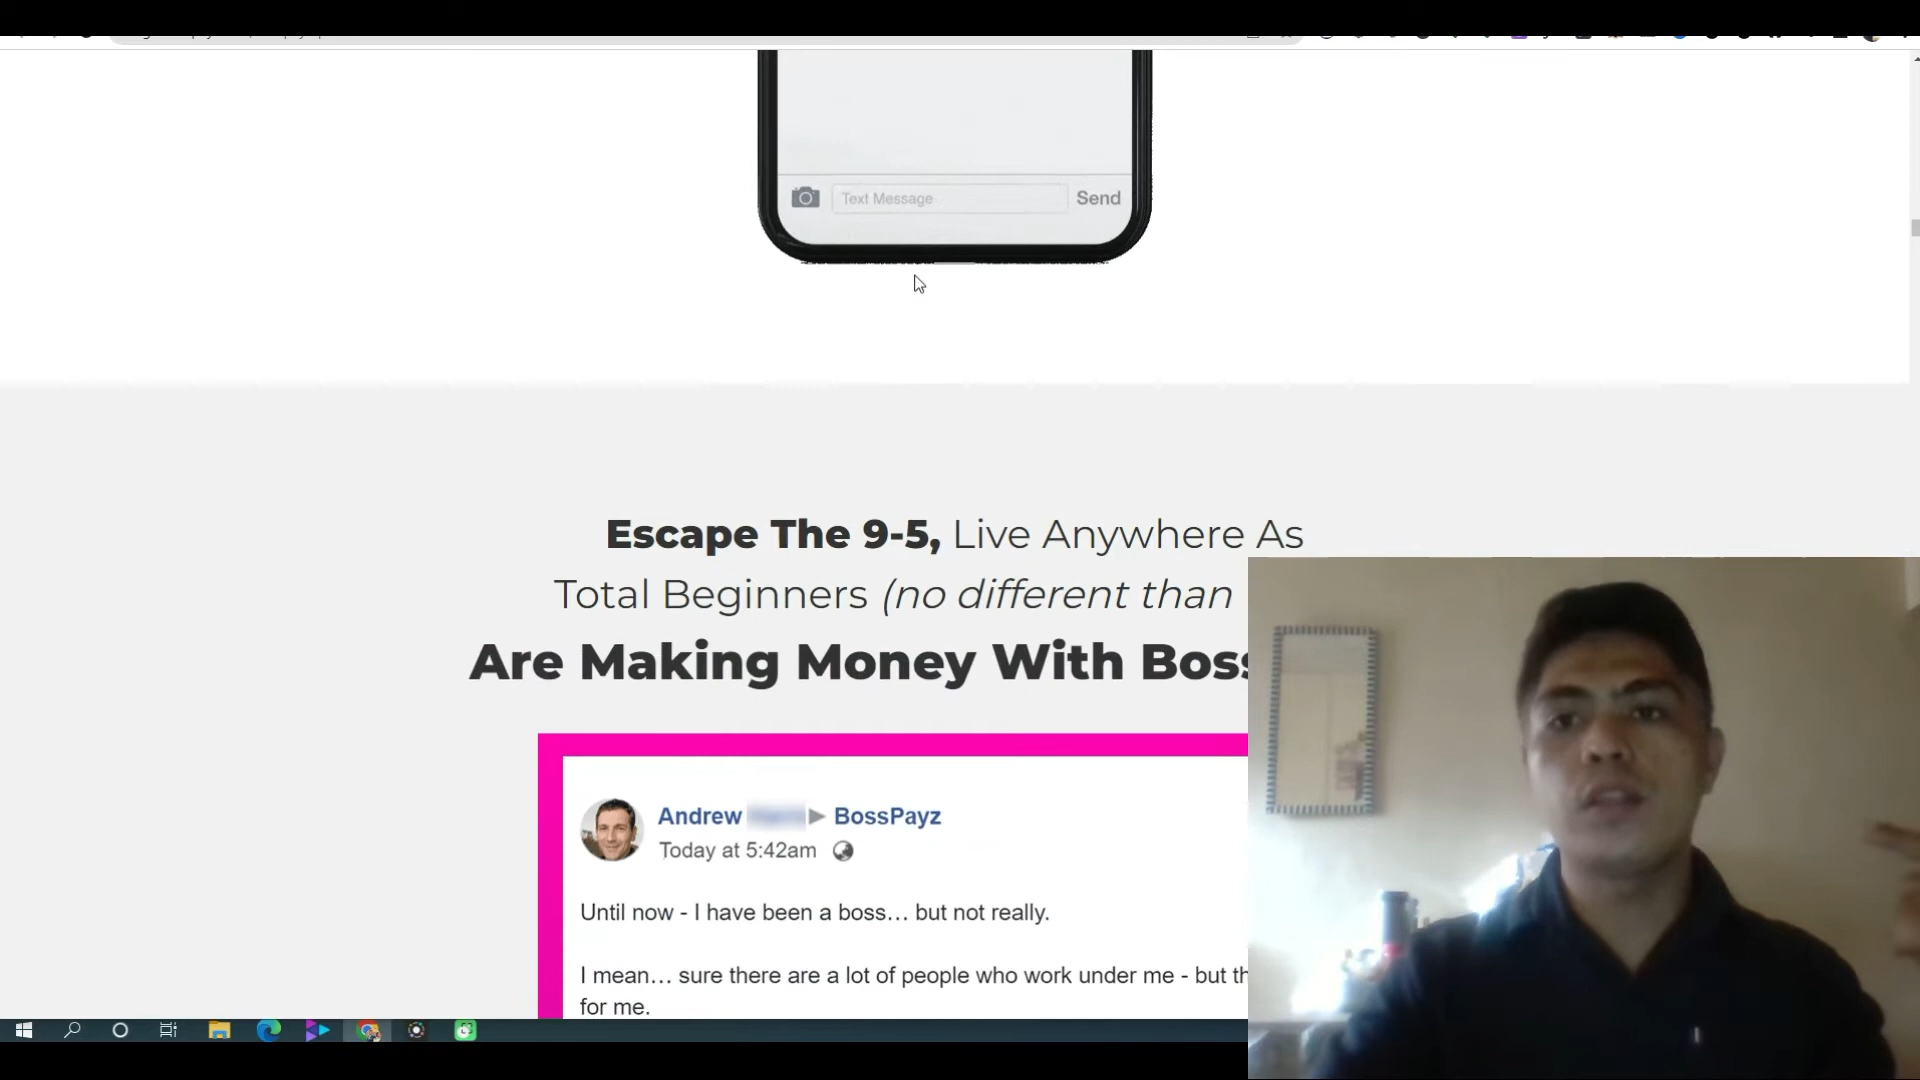 Text Message
Send
Escape The 9-5, Live Anywhere As
Total Beginners (no different than
Are Making Money With Boss
Andrew
BossPayz
Today at 5:42am
Until now - I have been a boss... but not really.
I mean... sure there are a lot of people who work under me - but th
for me.